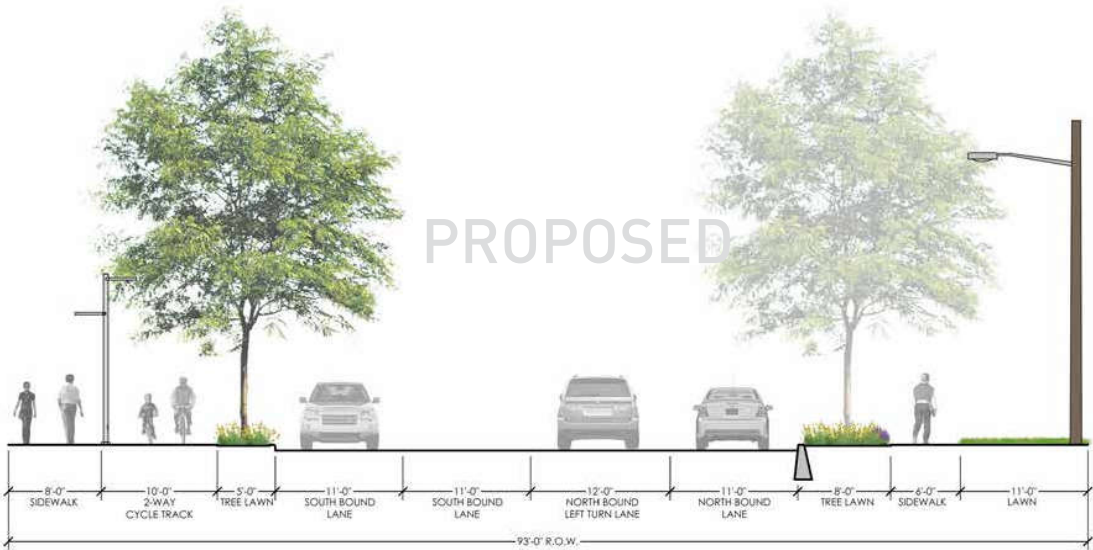 PROPOSED
8'-0" 10'-0" 5'-0" 11'-0" 11'-0" 12'-0" 11'-0" 8'-0" 6'-0" 11'-0"
SIDEWALK 2-WAY TREE LAWN SOUTH BOUND SOUTH BOUND NORTH BOUND NORTH BOUND TREE LAWN SIDEWALK LAWN
CYCLE TRACK LANE LANE LEFT TURN LANE LANE
93'-0" R.O.W.